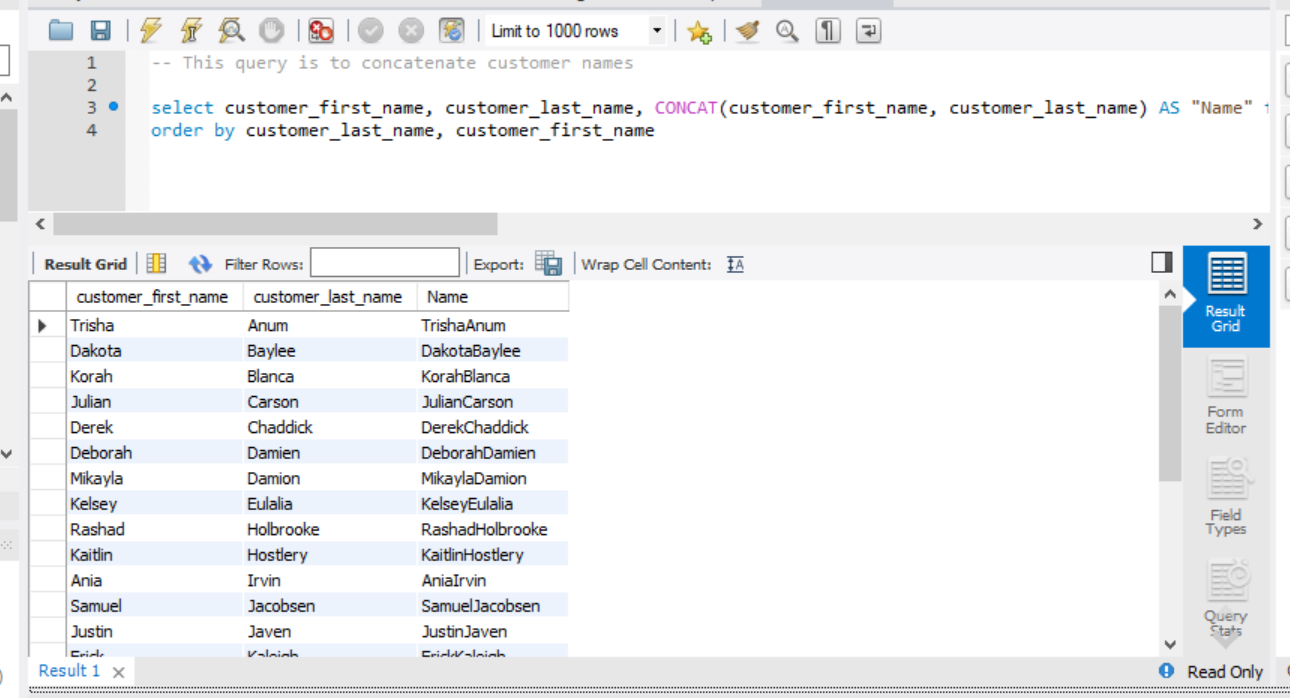 Limit to 1000 rows
1 -- This query is to concatenate customer names
2
3 select customer_first_name, customer_last_name, CONCAT(customer_first_name, customer_last_name) AS "Name"
4 order by customer_last_name, customer_first_name
Result Grid Filter Rows: Export: Wrap Cell Content:
customer_first_name customer_last_name Name
Trisha Anum TrishaAnum
Dakota Baylee DakotaBaylee
Korah Blanca KorahBlanca
Julian Carson JulianCarson
Derek Chaddick DerekChaddick
Deborah Damien DeborahDamien
Mikayla Damion MikaylaDamion
Kelsey Eulalia KelseyEulalia
Rashad Holbrooke RashadHolbrooke
Kaitlin Hostlery KaitlinHostlery
Ania Irvin AniaIrvin
Samuel Jacobsen SamuelJacobsen
Justin Javen JustinJaven
Erick Kaleigh ErickKaleigh
Result
Grid
Form
Editor
Field
Types
Query
Stats
Result 1
Read Only